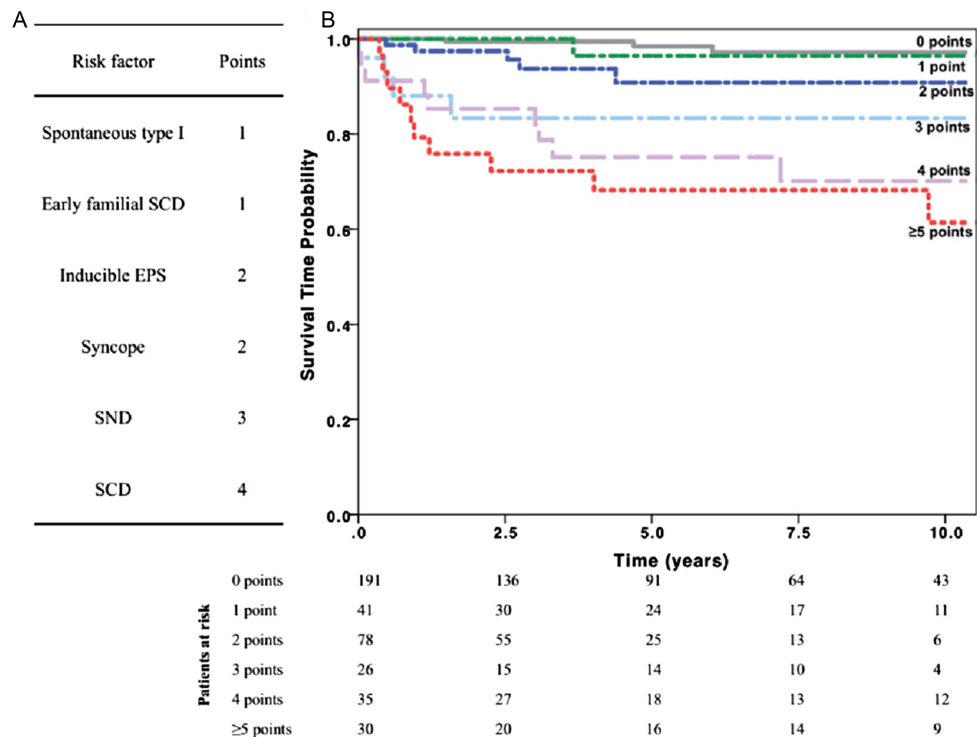 A
Risk factor Points
Spontaneous type I 1
Early familial SCD 1
Inducible EPS 2
Syncope 2
SND 3
SCD 4
B
Survival Time Probability
1.0
0.8
0.6
0.4
0.2
0.0
0 points
1 point
2 points
3 points
4 points
≥5 points
.0 2.5 5.0 7.5 10.0
Time (years)
Patients at risk
0 points 191 136 91 64 43
1 point 41 30 24 17 11
2 points 78 55 25 13 6
3 points 26 15 14 10 4
4 points 35 27 18 13 12
≥5 points 30 20 16 14 9